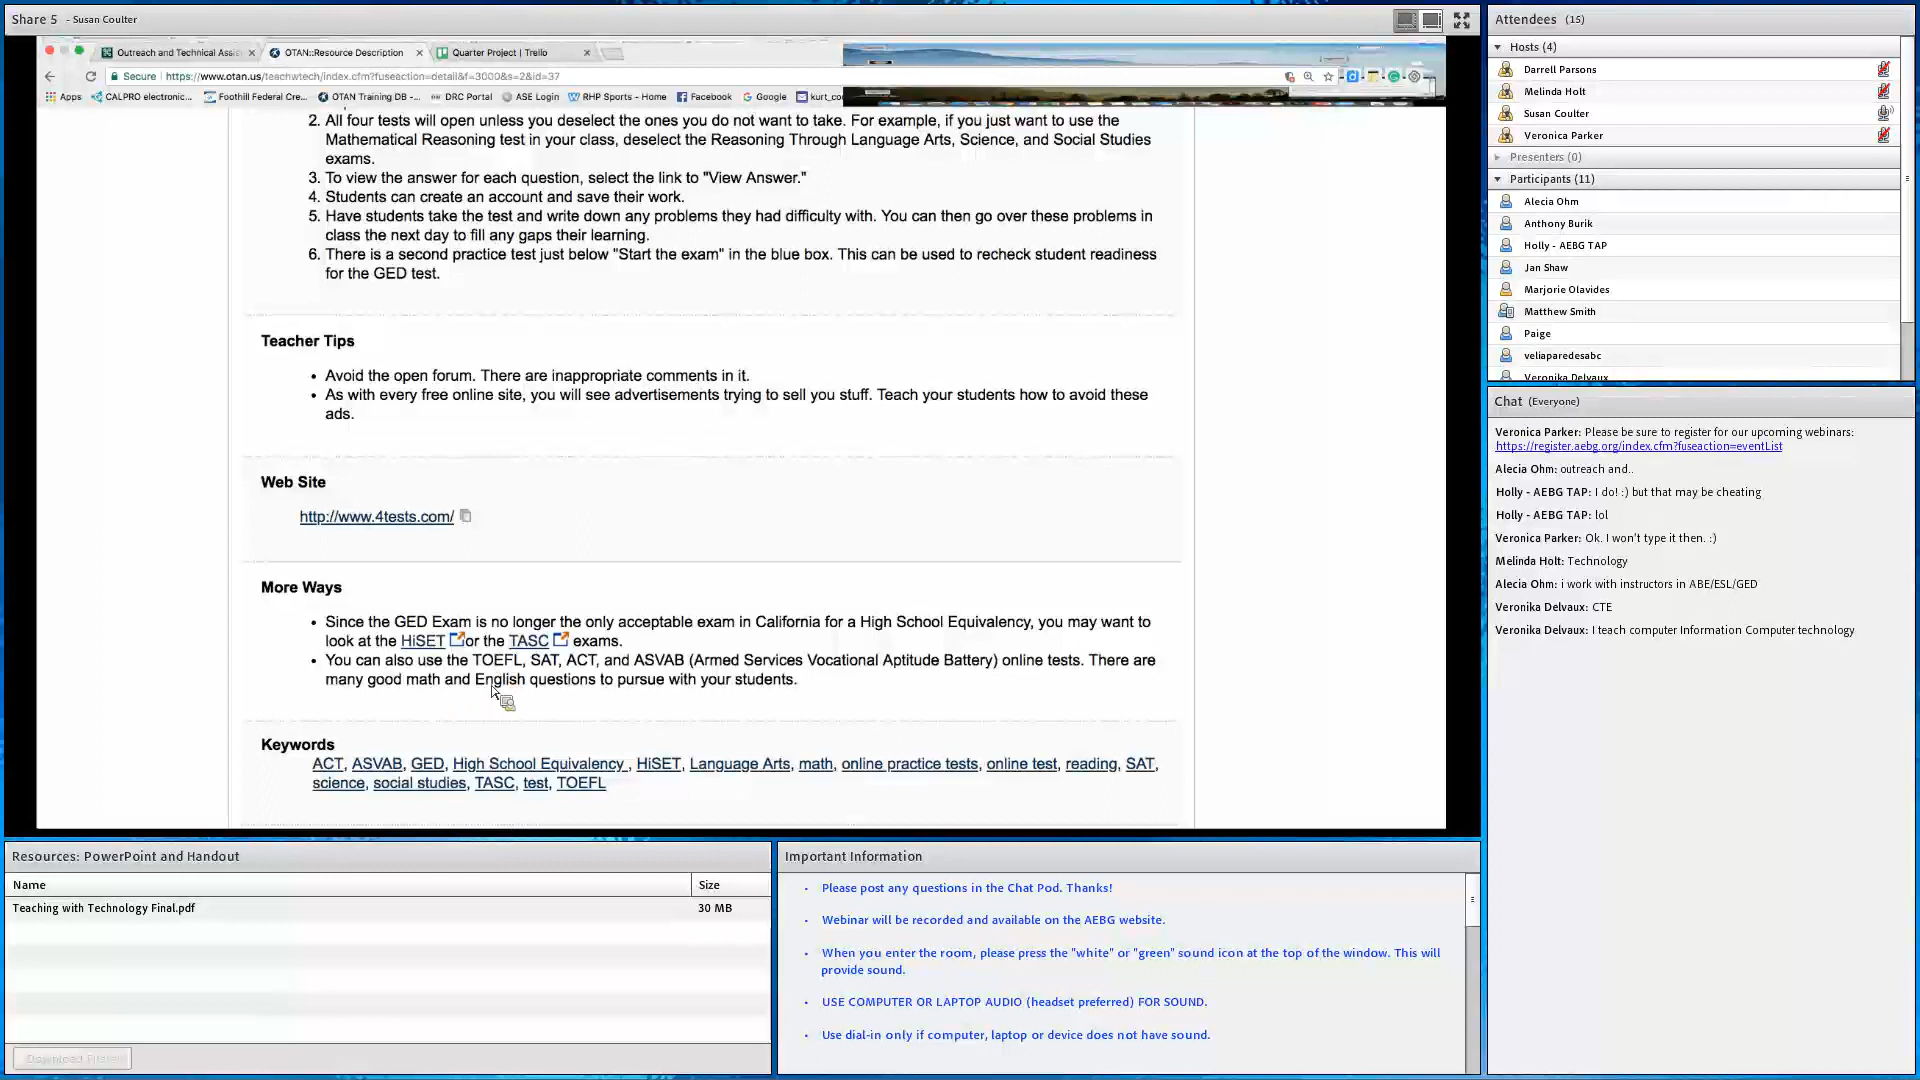 Share 5 - Susan Coulter
Outreach and Technical Assis
OTAN::Resource Description
Quarter Project | Trello
Secure | https://www.otan.us/teachwtech/index.cfm?fuseaction=detail&f=3000&s=2&id=37
Apps CALPRO electronic... Foothill Federal Cre... OTAN Training DB -... DRC Portal ASE Login RHP Sports - Home Facebook Google kurt_co
2. All four tests will open unless you deselect the ones you do not want to take. For example, if you just want to use the
Mathematical Reasoning test in your class, deselect the Reasoning Through Language Arts, Science, and Social Studies
exams.
3. To view the answer for each question, select the link to "View Answer."
4. Students can create an account and save their work.
5. Have students take the test and write down any problems they had difficulty with. You can then go over these problems in
class the next day to fill any gaps their learning.
6. There is a second practice test just below "Start the exam" in the blue box. This can be used to recheck student readiness
for the GED test.
Teacher Tips
• Avoid the open forum. There are inappropriate comments in it.
• As with every free online site, you will see advertisements trying to sell you stuff. Teach your students how to avoid these
ads.
Web Site
http://www.4tests.com/
More Ways
• Since the GED Exam is no longer the only acceptable exam in California for a High School Equivalency, you may want to
look at the HiSET or the TASC exams.
• You can also use the TOEFL, SAT, ACT, and ASVAB (Armed Services Vocational Aptitude Battery) online tests. There are
many good math and English questions to pursue with your students.
Keywords
ACT, ASVAB, GED, High School Equivalency , HiSET, Language Arts, math, online practice tests, online test, reading, SAT,
science, social studies, TASC, test, TOEFL
Attendees (15)
Hosts (4)
Darrell Parsons
Melinda Holt
Susan Coulter
Veronica Parker
Presenters (0)
Participants (11)
Alecia Ohm
Anthony Burik
Holly - AEBG TAP
Jan Shaw
Marjorie Olavides
Matthew Smith
Paige
veliaparedesabc
Veronika Delvaux
Chat (Everyone)
Veronica Parker: Please be sure to register for our upcoming webinars:
https://register.aebg.org/index.cfm?fuseaction=eventList
Alecia Ohm: outreach and..
Holly - AEBG TAP: I do! :) but that may be cheating
Holly - AEBG TAP: lol
Veronica Parker: Ok. I won't type it then. :)
Melinda Holt: Technology
Alecia Ohm: i work with instructors in ABE/ESL/GED
Veronika Delvaux: CTE
Veronika Delvaux: I teach computer Information Computer technology
Resources: PowerPoint and Handout
Name Size
Teaching with Technology Final.pdf 30 MB
Download File(s)
Important Information
• Please post any questions in the Chat Pod. Thanks!
• Webinar will be recorded and available on the AEBG website.
• When you enter the room, please press the "white" or "green" sound icon at the top of the window. This will
provide sound.
• USE COMPUTER OR LAPTOP AUDIO (headset preferred) FOR SOUND.
• Use dial-in only if computer, laptop or device does not have sound.